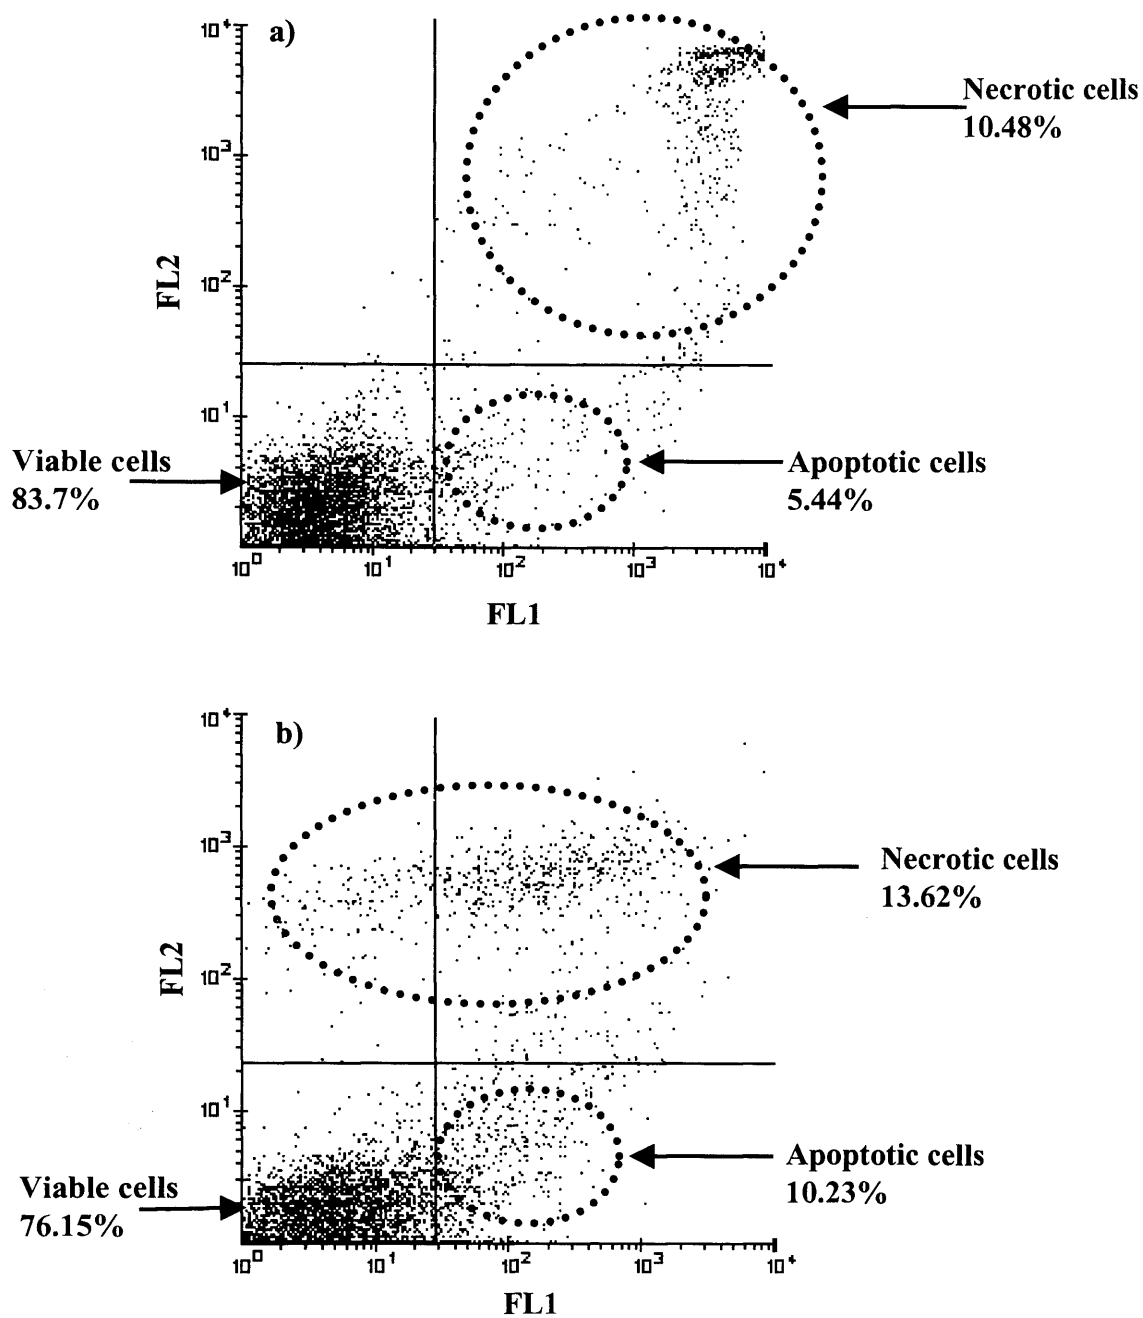 a)
10⁴
Necrotic cells
10.48%
10³
FL2
10²
10¹
Viable cells
83.7%
Apoptotic cells
5.44%
10⁰ 10¹ 10² 10³ 10⁴
FL1
b)
10⁴
10³
Necrotic cells
13.62%
FL2
10²
10¹
Apoptotic cells
10.23%
Viable cells
76.15%
10⁰ 10¹ 10² 10³ 10⁴
FL1